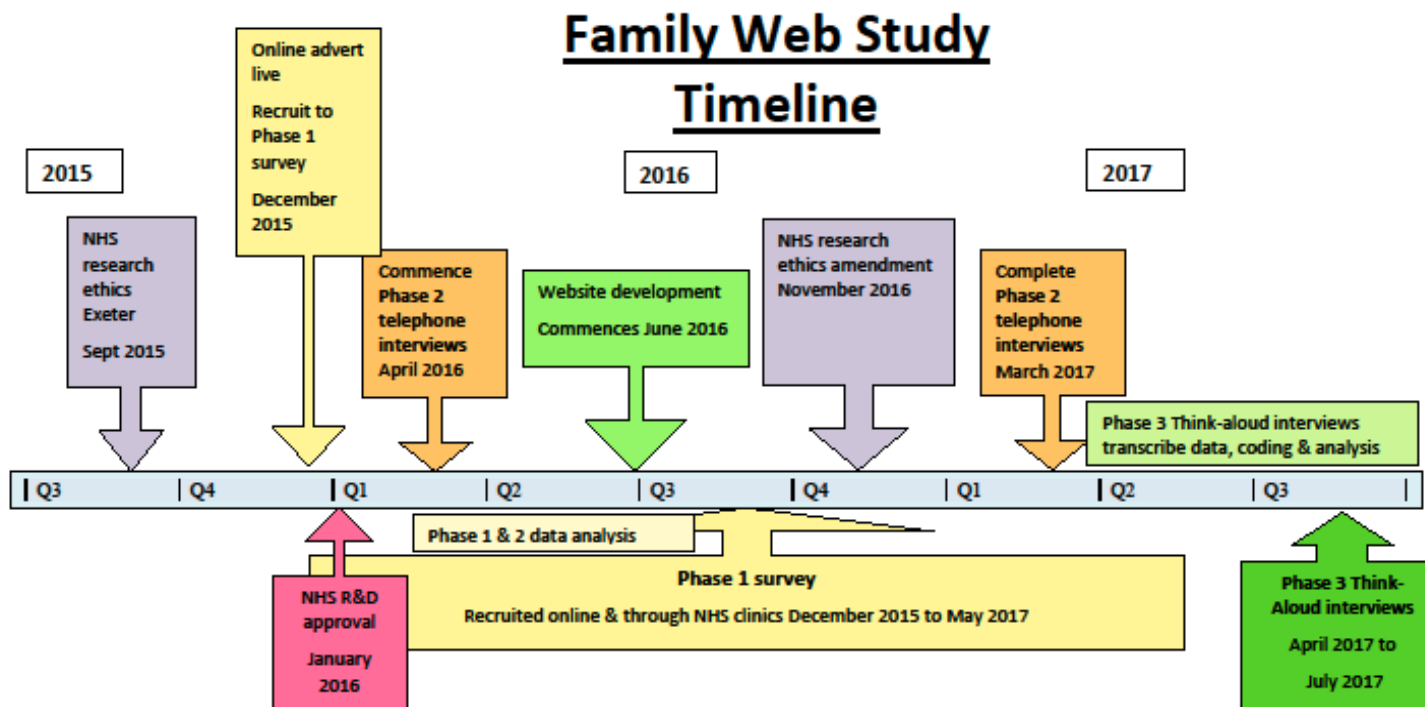 Family Web Study
Timeline
2015
2016
2017
Online advert
live
Recruit to
Phase 1
survey
December
2015
NHS
research
ethics
Exeter
Sept 2015
Commence
Phase 2
telephone
interviews
April 2016
Website development
Commences June 2016
NHS research
ethics amendment
November 2016
Complete
Phase 2
telephone
interviews
March 2017
Phase 3 Think-aloud interviews
transcribe data, coding & analysis
Q3 Q4 Q1 Q2 Q3 Q4 Q1 Q2 Q3
Phase 1 & 2 data analysis
Phase 1 survey
Recruited online & through NHS clinics December 2015 to May 2017
NHS R&D
approval
January
2016
Phase 3 Think-
Aloud interviews
April 2017 to
July 2017